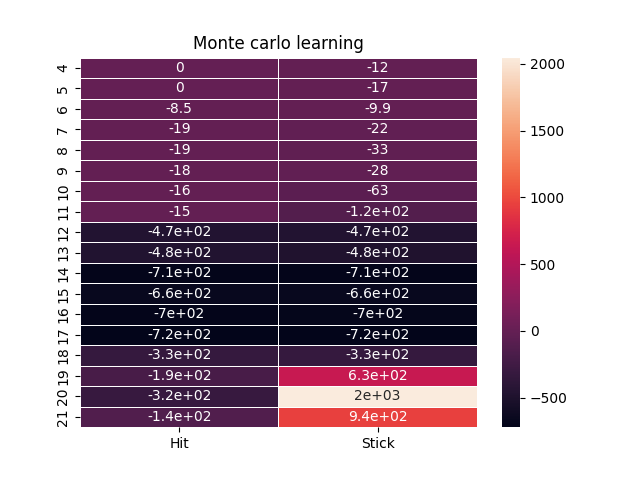 Monte carlo learning
4 0 -12
5 0 -17
6 -8.5 -9.9
7 -19 -22
8 -19 -33
9 -18 -28
10 -16 -63
11 -15 -1.2e+02
12 -4.7e+02 -4.7e+02
13 -4.8e+02 -4.8e+02
14 -7.1e+02 -7.1e+02
15 -6.6e+02 -6.6e+02
16 -7e+02 -7e+02
17 -7.2e+02 -7.2e+02
18 -3.3e+02 -3.3e+02
19 -1.9e+02 6.3e+02
20 -3.2e+02 2e+03
21 -1.4e+02 9.4e+02
Hit Stick
2000
1500
1000
500
0
−500